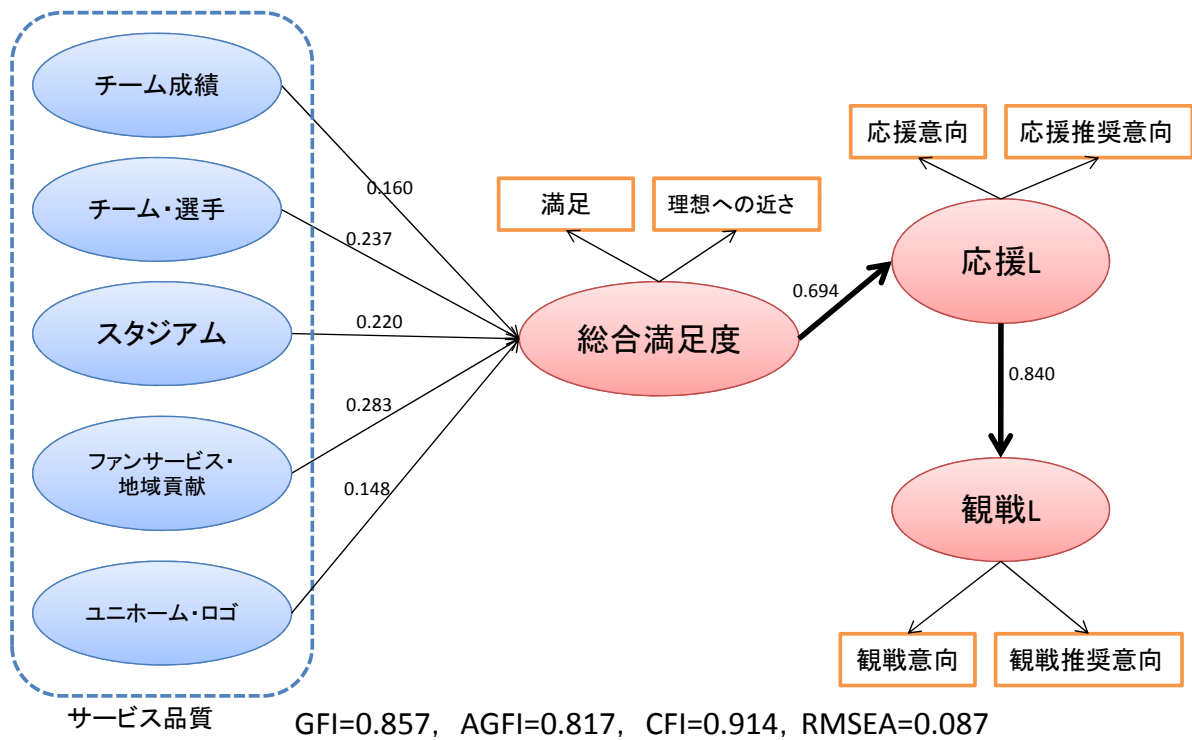 チーム成績
チーム・選手
スタジアム
ファンサービス・
地域貢献
ユニホーム・ロゴ
サービス品質
0.160
0.237
0.220
0.283
0.148
満足
理想への近さ
総合満足度
0.694
応援意向
応援推奨意向
応援L
0.840
観戦L
観戦意向
観戦推奨意向
GFI=0.857, AGFI=0.817, CFI=0.914, RMSEA=0.087